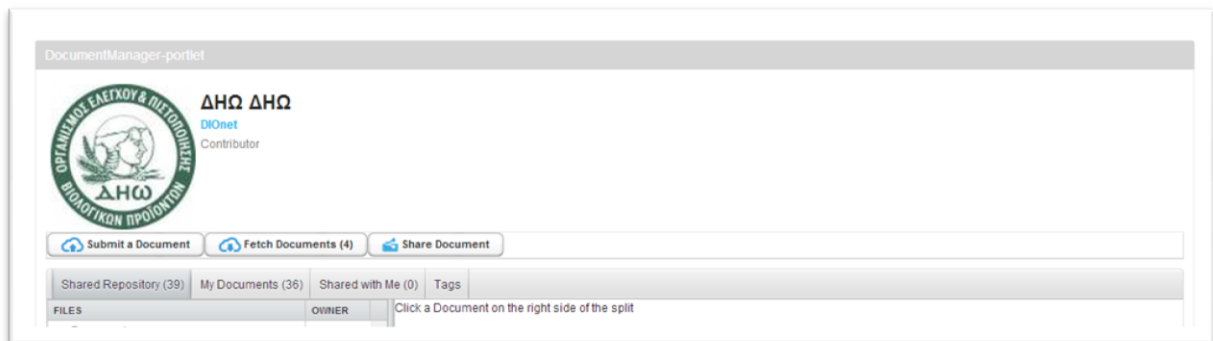 DocumentManager-portlet
ΟΡΓΑΝΙΣΜΟΣ ΕΛΕΓΧΟΥ & ΠΙΣΤΟΠΟΙΗΣΗΣ
ΒΙΟΛΟΓΙΚΩΝ ΠΡΟΪΟΝΤΩΝ
ΔΗΩ
ΔΗΩ ΔΗΩ
DIOnet
Contributor
Submit a Document Fetch Documents (4) Share Document
Shared Repository (39) My Documents (36) Shared with Me (0) Tags
FILES OWNER Click a Document on the right side of the split